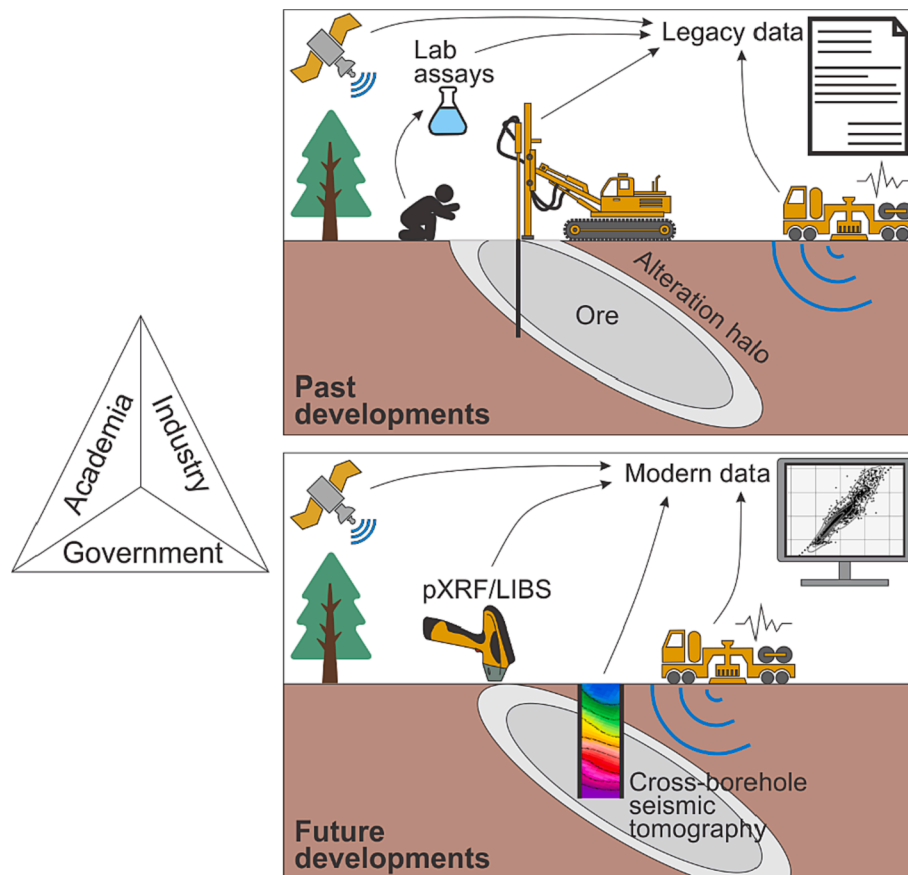 Legacy data
Lab
assays
Alteration halo
Ore
Past
developments
Academia
Industry
Government
Modern data
pXRF/LIBS
Cross-borehole
seismic
tomography
Future
developments